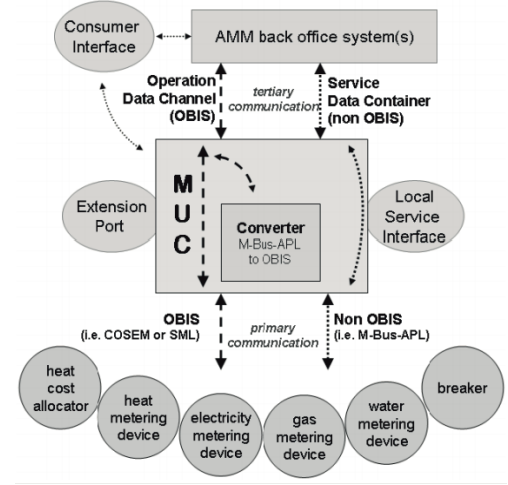 Consumer
Interface
AMM back office system(s)
Operation
Data Channel
(OBIS)
tertiary
communication
Service
Data Container
(non OBIS)
M
U
C
Extension
Port
Converter
M-Bus-APL
to OBIS
Local
Service
Interface
OBIS
(i.e. COSEM or SML)
primary
communication
Non OBIS
(i.e. M-Bus-APL)
heat
cost
allocator
heat
metering
device
electricity
metering
device
gas
metering
device
water
metering
device
breaker